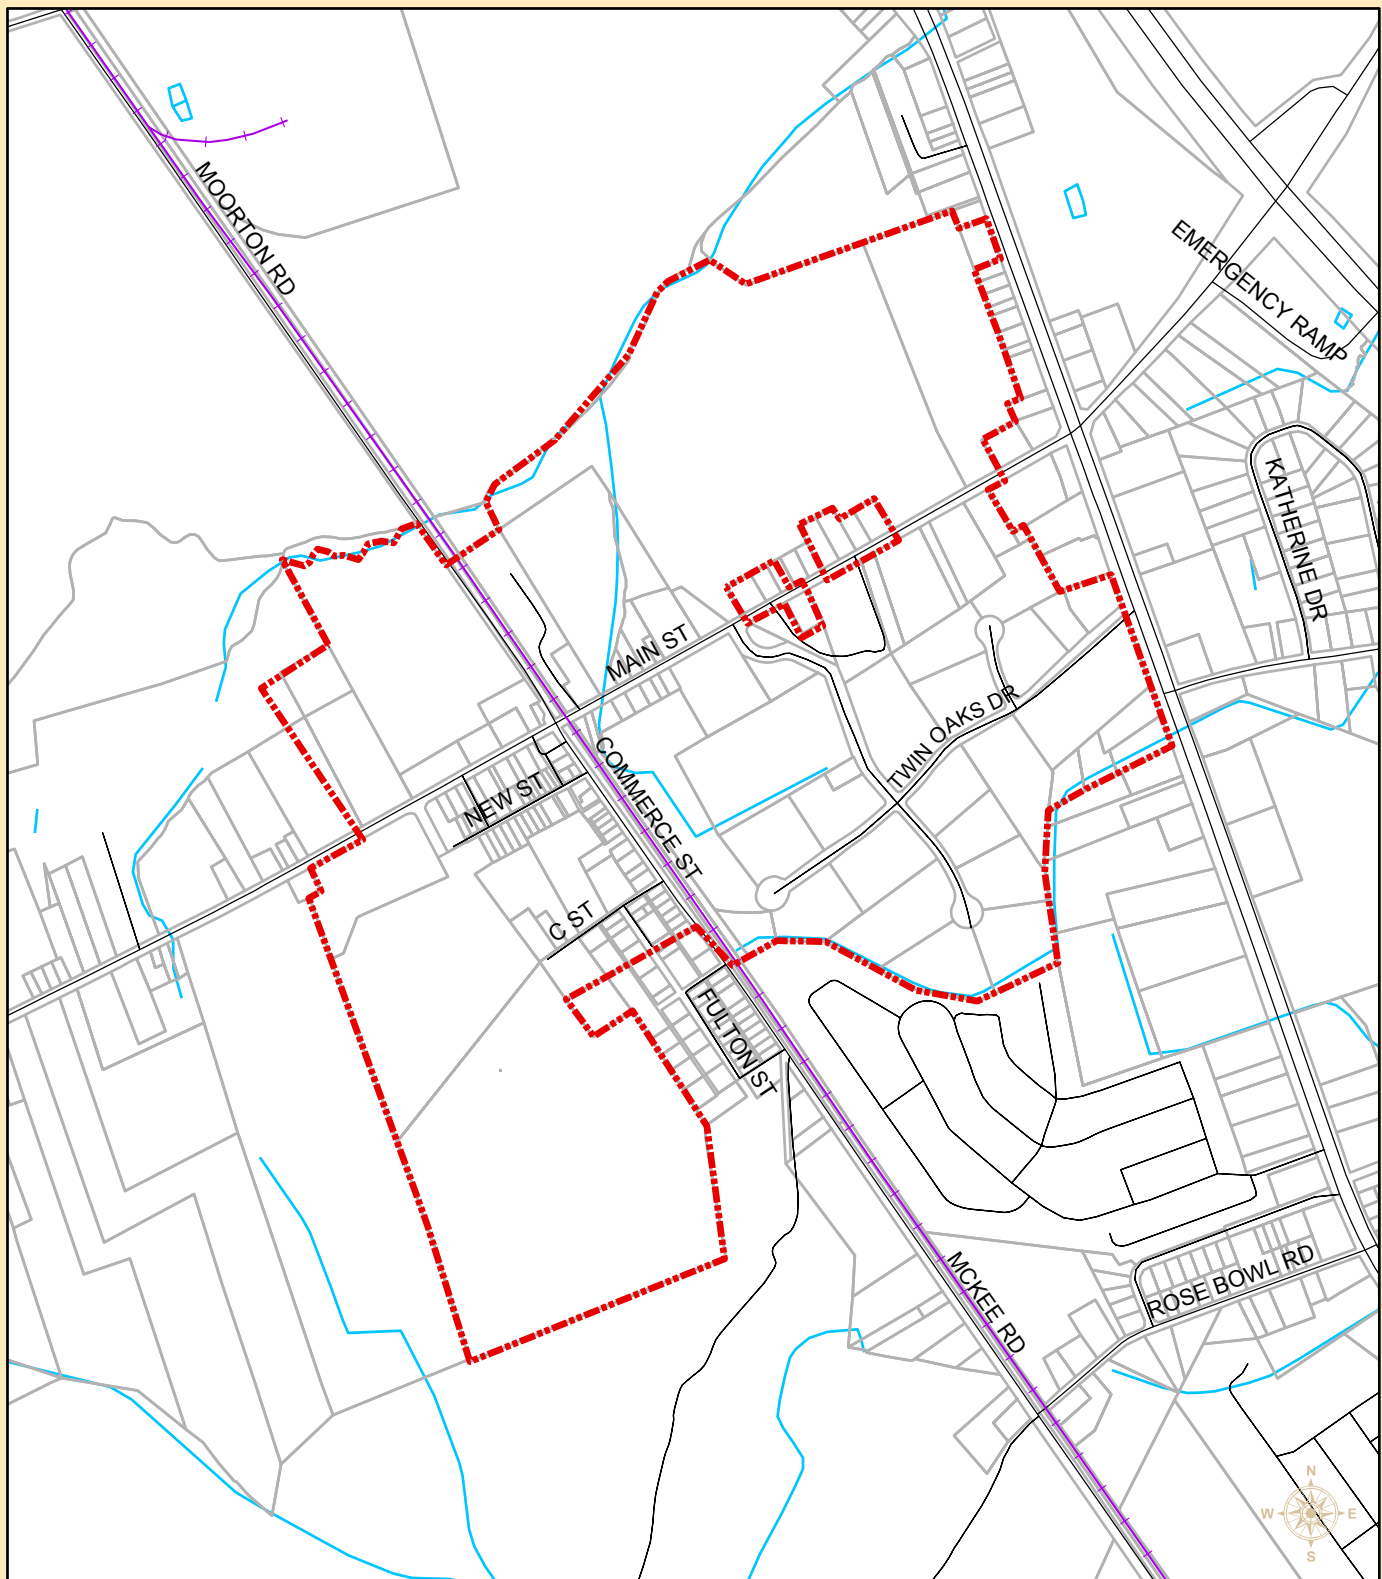 MOORTON RD
EMERGENCY RAMP
KATHERINE DR
MAIN ST
TWIN OAKS DR
COMMERCE ST
NEW ST
C ST
FULTON ST
MCKEE RD
ROSE BOWL RD
N
W E
S